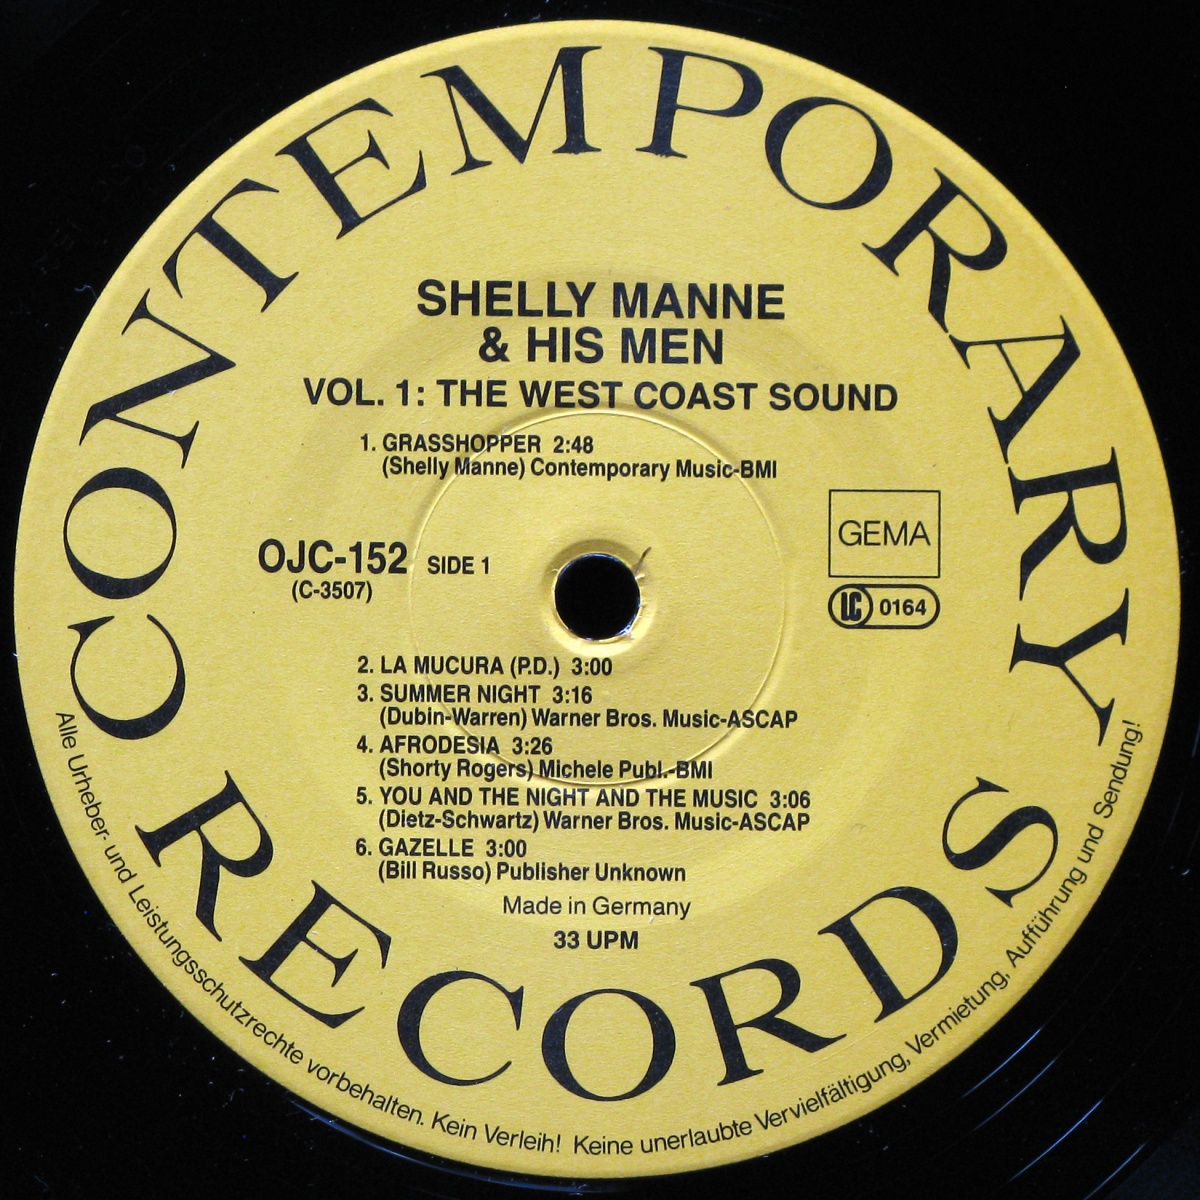 CONTEMPORARY
SHELLY MANNE
& HIS MEN
VOL. 1: THE WEST COAST SOUND
1. GRASSHOPPER 2:48
(Shelly Manne) Contemporary Music-BMI
OJC-152 SIDE 1
(C-3507)
GEMA
LC 0164
2. LA MUCURA (P.D.) 3:00
3. SUMMER NIGHT 3:16
(Dubin-Warren) Warner Bros. Music-ASCAP
4. AFRODESIA 3:26
(Shorty Rogers) Michele Publ.-BMI
5. YOU AND THE NIGHT AND THE MUSIC 3:06
(Dietz-Schwartz) Warner Bros. Music-ASCAP
6. GAZELLE 3:00
(Bill Russo) Publisher Unknown
Made in Germany
33 UPM
RECORDS
Alle Urheber- und Leistungsschutzrechte vorbehalten. Kein Verleih! Keine unerlaubte Vervielfältigung, Vermietung, Aufführung und Sendung!